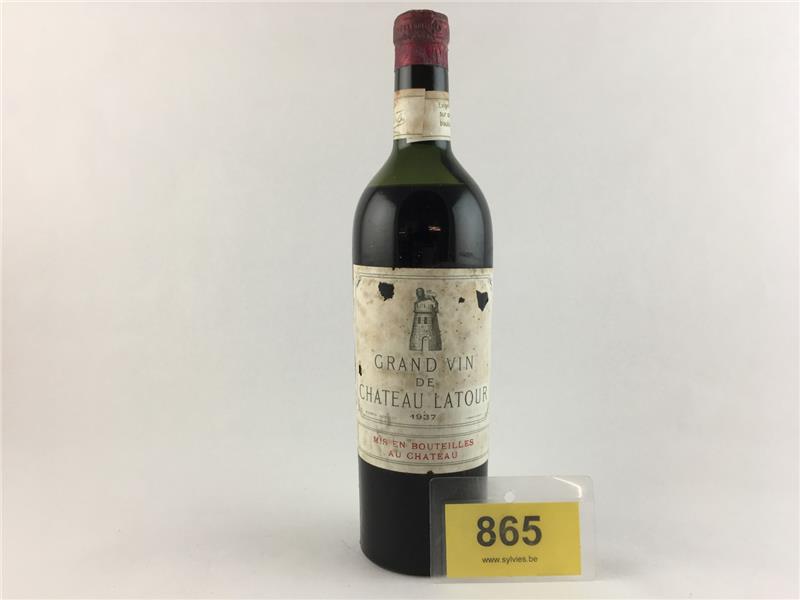 GRAND VIN
DE
CHATEAU LATOUR
1937
MIS EN BOUTEILLES
AU CHATEAU
865
www.sylvies.be